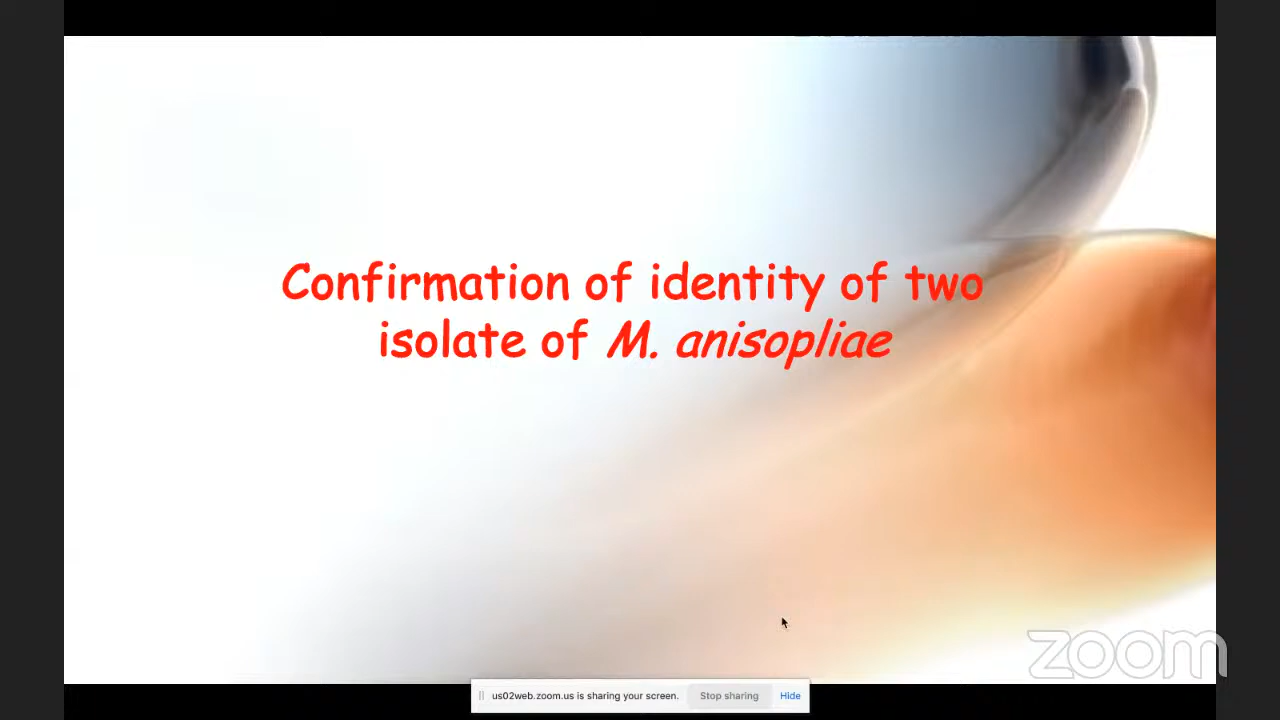 Confirmation of identity of two
isolate of M. anisopliae
zoom
us02web.zoom.us is sharing your screen. Stop sharing Hide